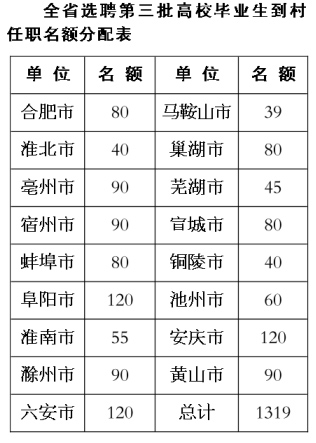 全省选聘第三批高校毕业生到村
任职名额分配表
单位 名额 单位 名额
合肥市 80 马鞍山市 39
淮北市 40 巢湖市 80
亳州市 90 芜湖市 45
宿州市 90 宣城市 80
蚌埠市 80 铜陵市 40
阜阳市 120 池州市 60
淮南市 55 安庆市 120
滁州市 90 黄山市 90
六安市 120 总计 1319